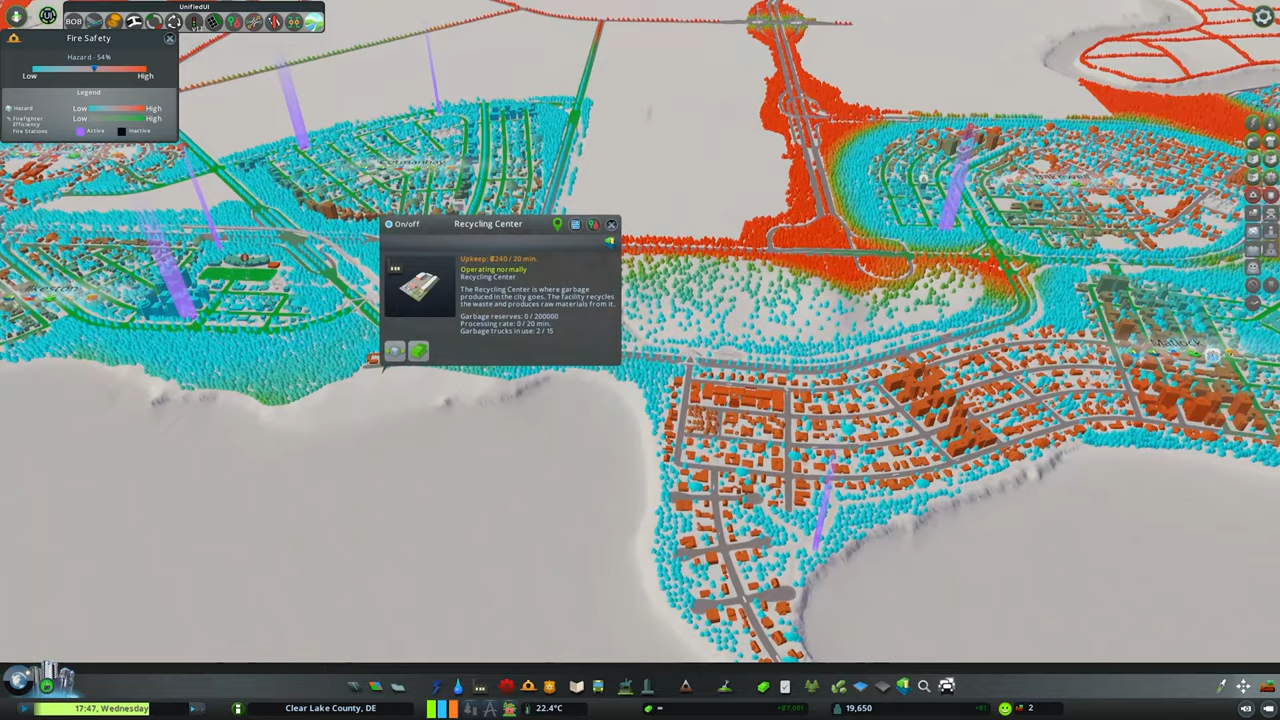 UnifiedUI
BOB
Fire Safety
Hazard - 54%
Low
High
Legend
Hazard
Low
High
Firefighter
Efficiency
Low
High
Fire Stations
Active
Inactive
Cotmanhay
Ilkeston
Matlock
On/off
Recycling Center
Upkeep: ₡240 / 20 min.
Operating normally
Recycling Center
The Recycling Center is where garbage
produced in the city goes. The facility recycles
the waste and produces raw materials from it.
Garbage reserves: 0 / 200000
Processing rate: 0 / 20 min.
Garbage trucks in use: 2 / 15
17:47, Wednesday
Clear Lake County, DE
22.4°C
19,650
2